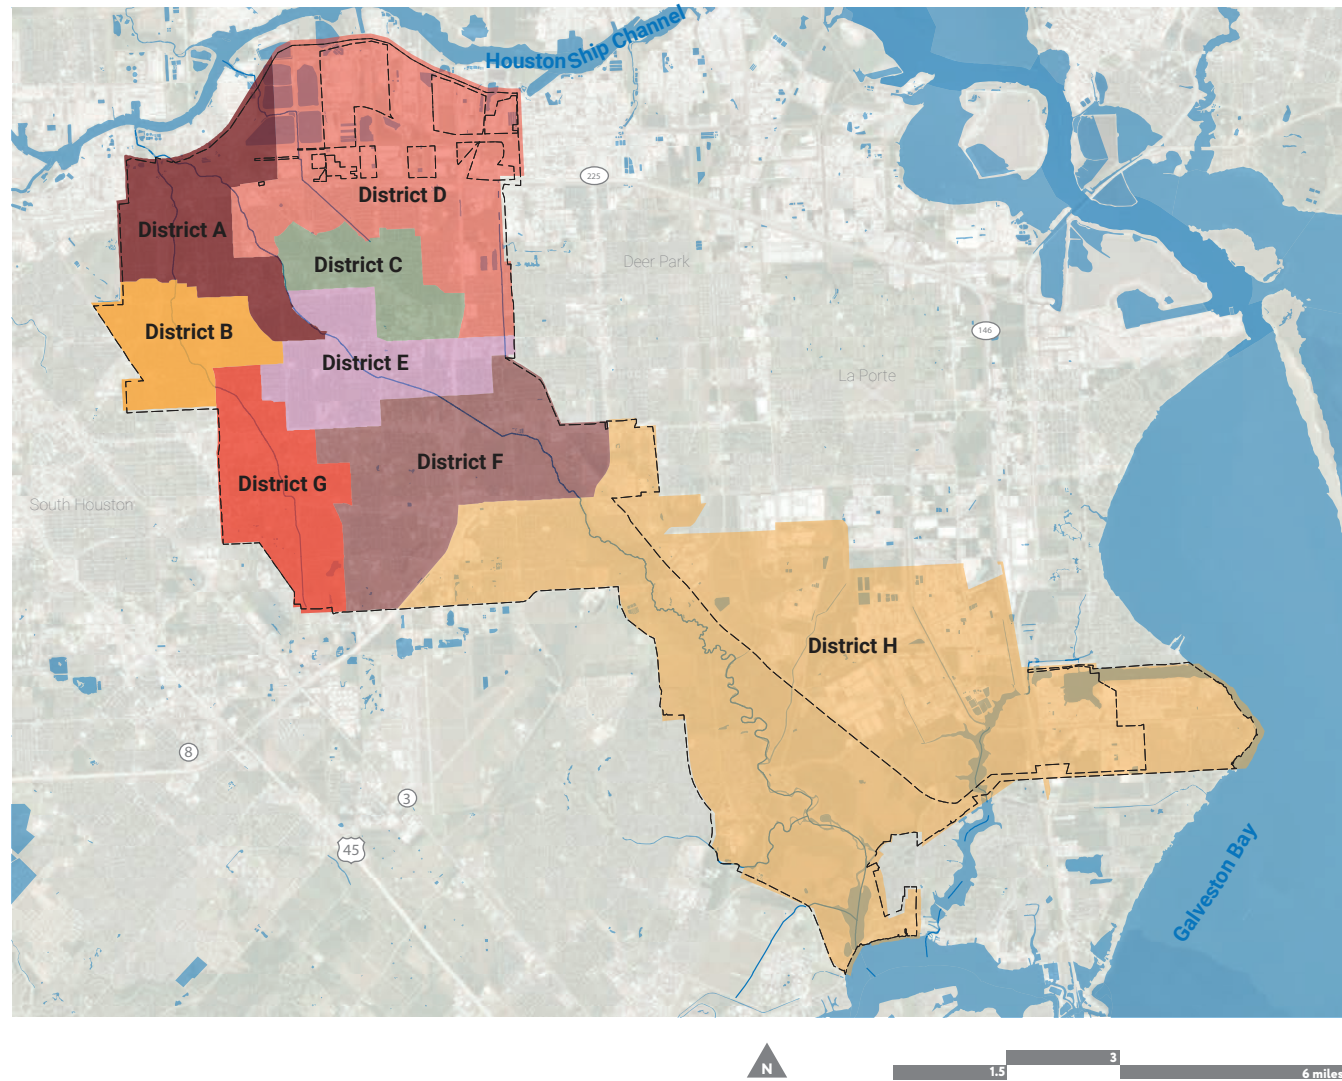 Houston Ship Channel
225
District D
District A
District C
Deer Park
District B
146
District E
La Porte
District F
District G
South Houston
District H
8
3
45
Galveston Bay
N
1.5
3
6 miles